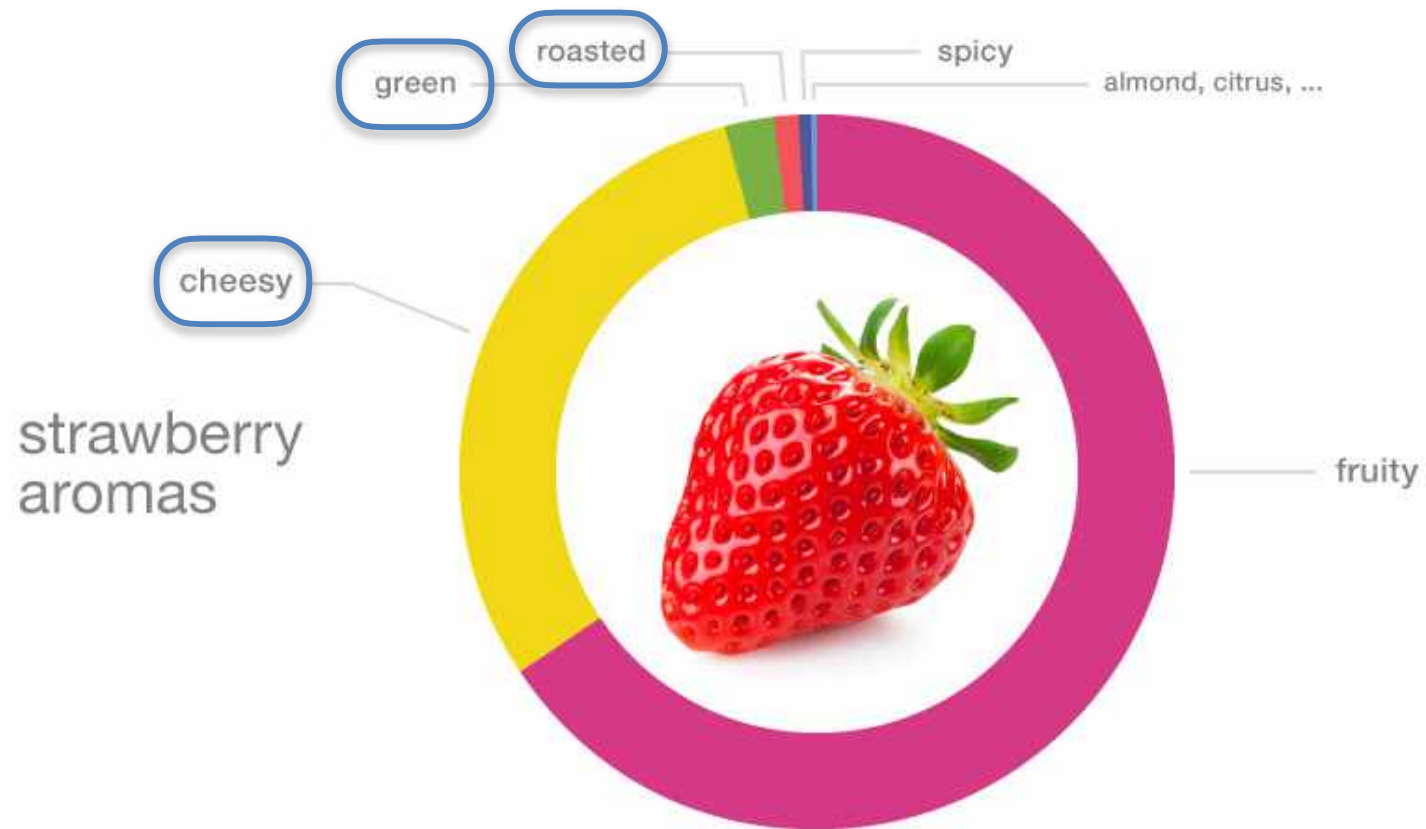 roasted
spicy
green
almond, citrus, ...
cheesy
strawberry
aromas
fruity